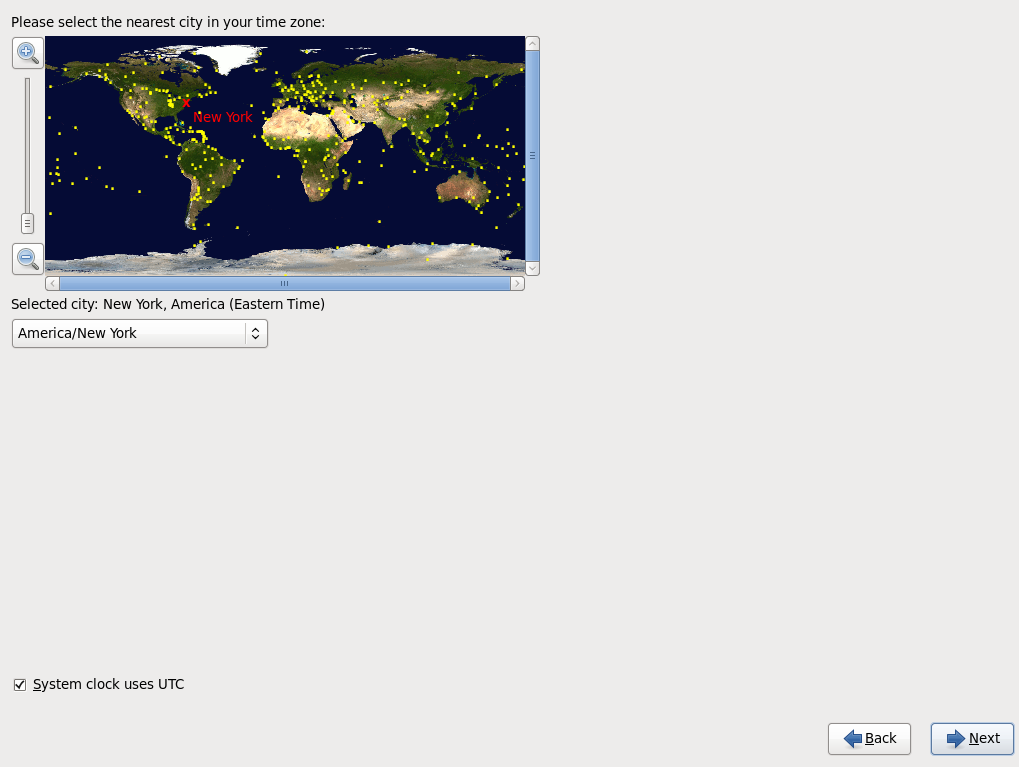 Please select the nearest city in your time zone:
New York
Selected city: New York, America (Eastern Time)
America/New York
System clock uses UTC
Back
Next